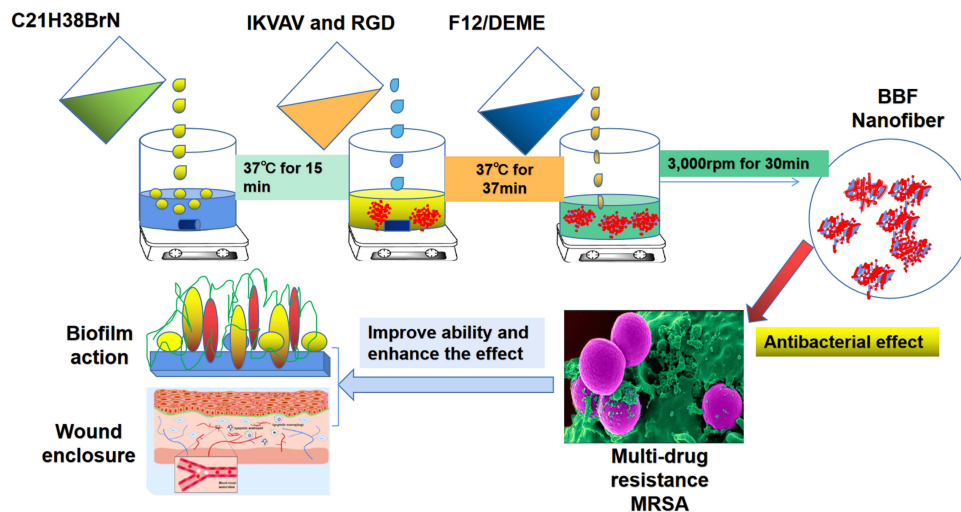 C21H38BrN
IKVAV and RGD
F12/DEME
BBF
Nanofiber
37°C for 15
min
37°C for
37min
3,000rpm for 30min
Biofilm
action
Improve ability and
enhance the effect
Antibacterial effect
Wound
enclosure
Multi-drug
resistance
MRSA